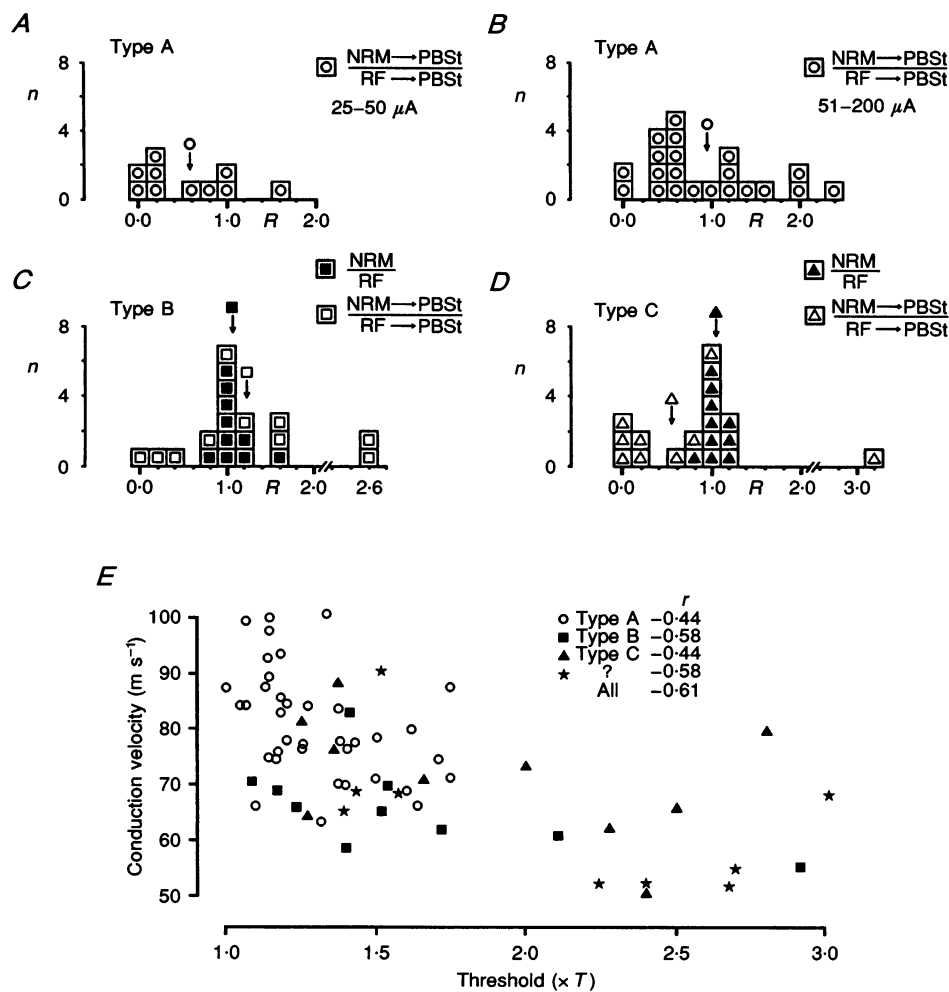 A
Type A
NRM→PBSt
RF →PBSt
25–50 μA
8
n
4
0
0·0 1·0 R 2·0
B
Type A
NRM→PBSt
RF →PBSt
51–200 μA
8
n
4
0
0·0 1·0 R 2·0
C
Type B
NRM
RF
NRM→PBSt
RF →PBSt
8
n
4
0
0·0 1·0 R 2·0 2·6
D
Type C
NRM
RF
NRM→PBSt
RF →PBSt
8
n
4
0
0·0 1·0 R 2·0 3·0
E
r
Type A −0·44
Type B −0·58
Type C −0·44
? −0·58
All −0·61
Conduction velocity (m s⁻¹)
100
90
80
70
60
50
1·0 1·5 2·0 2·5 3·0
Threshold (× T)